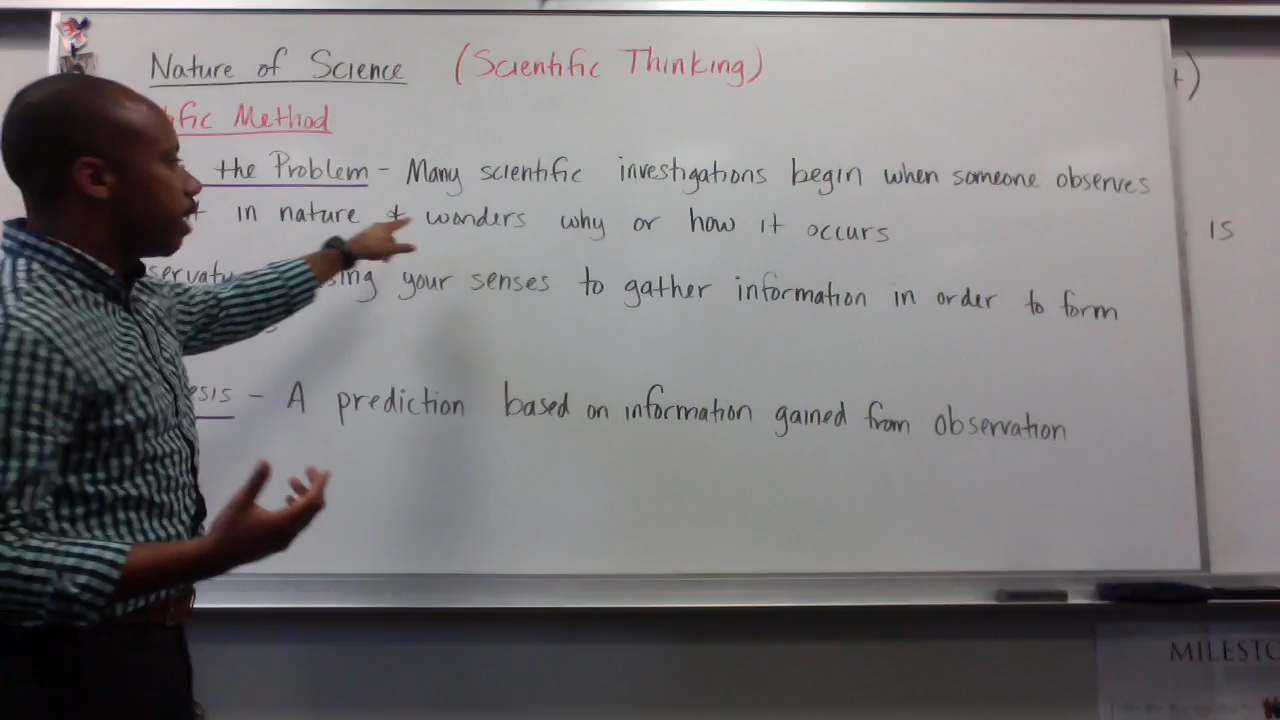 Nature of Science (Scientific Thinking)
Method
the Problem - Many scientific investigations begin when someone observes
in nature & wonders why or how it occurs
your senses to gather information in order to form
- A prediction based on information gained from observation
is